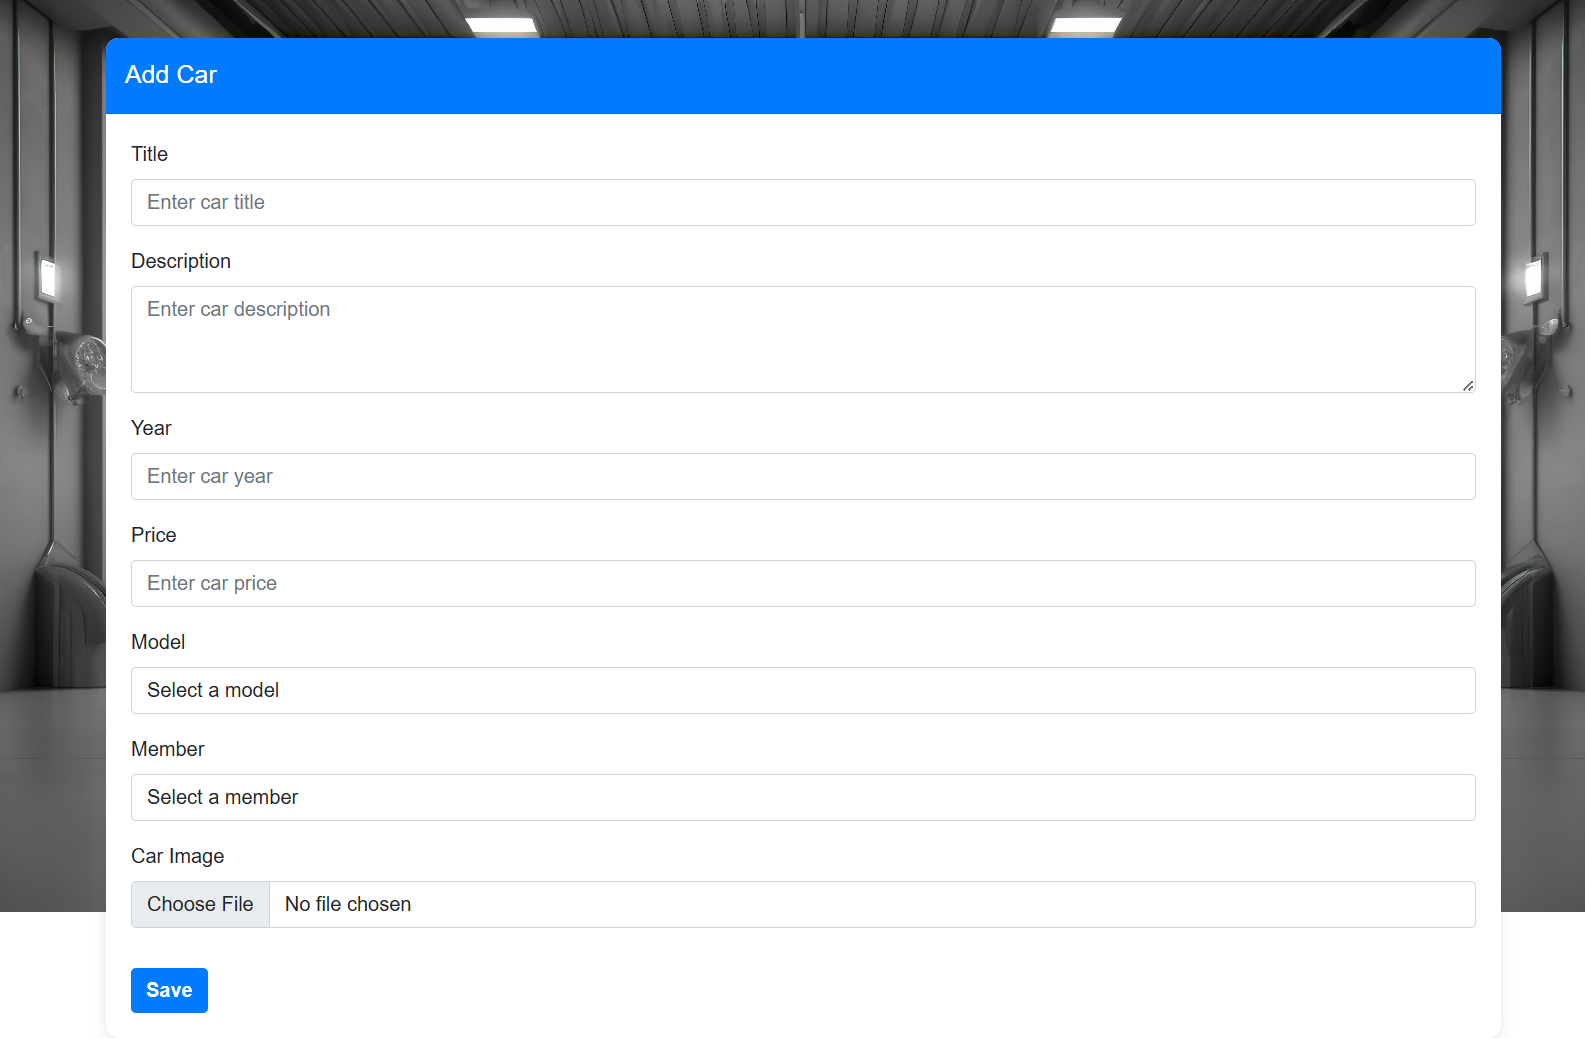 Add Car
Title
Enter car title
Description
Enter car description
Year
Enter car year
Price
Enter car price
Model
Select a model
Member
Select a member
Car Image
Choose File No file chosen
Save